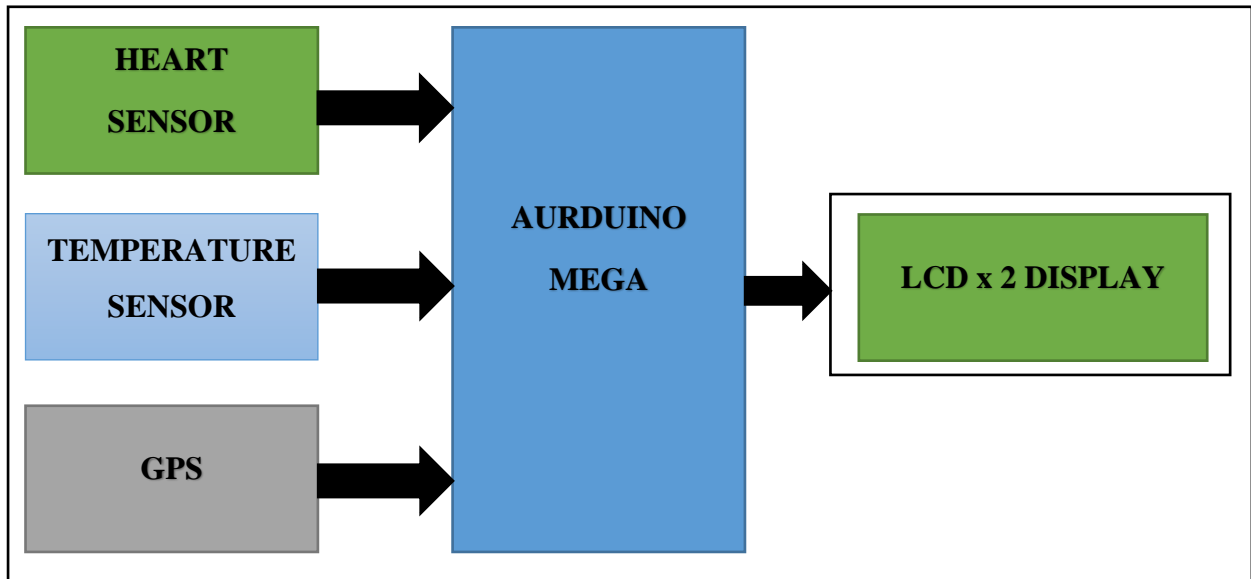 HEART
SENSOR
TEMPERATURE
SENSOR
GPS
AURDUINO
MEGA
LCD x 2 DISPLAY